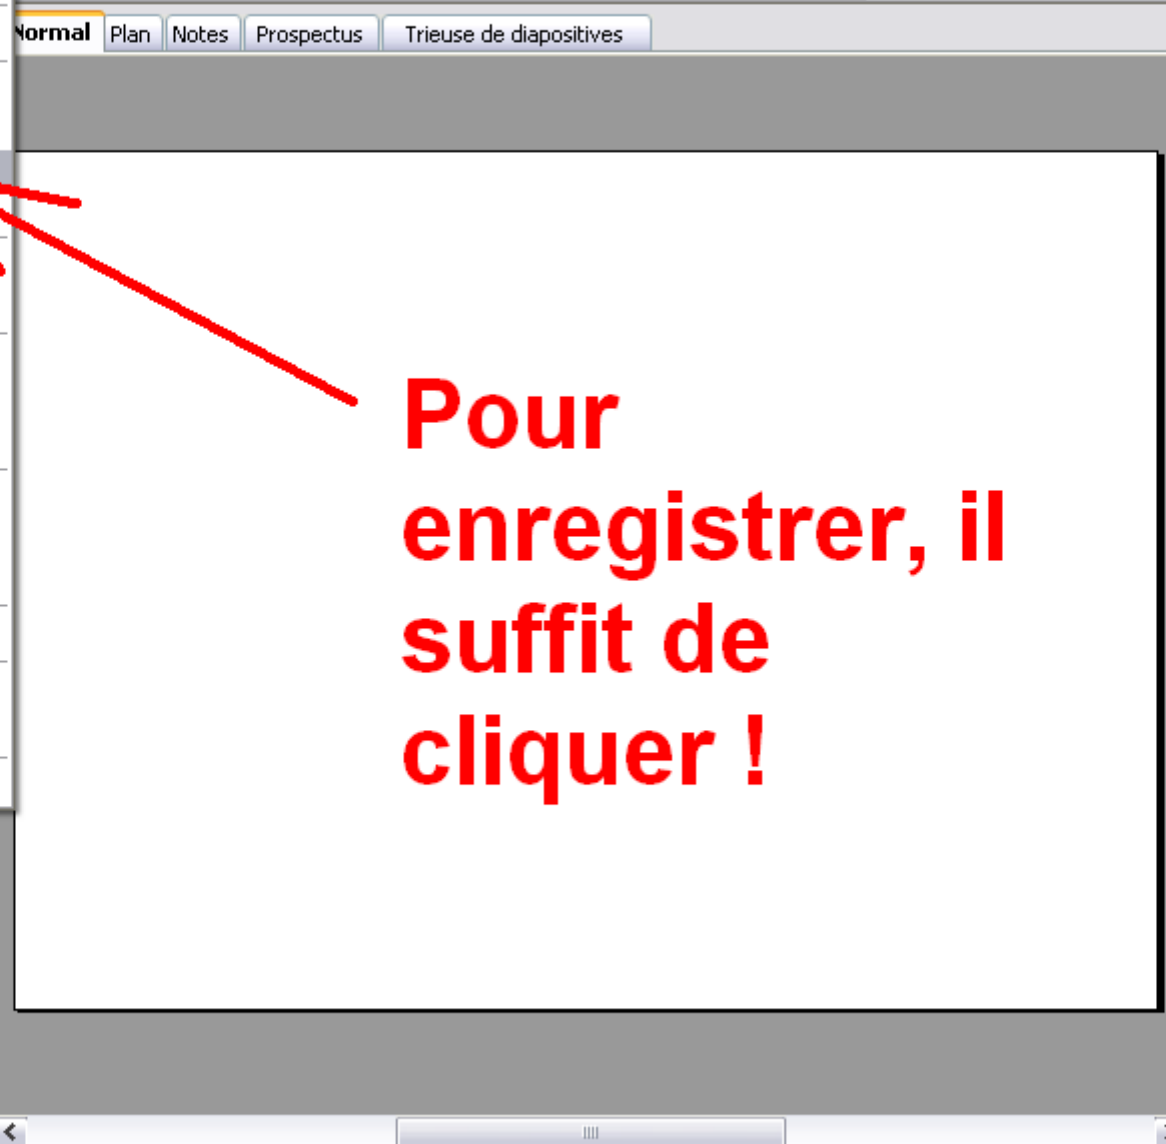 Normal Plan Notes Prospectus Trieuse de diapositives
Pour
enregistrer, il
suffit de
cliquer !